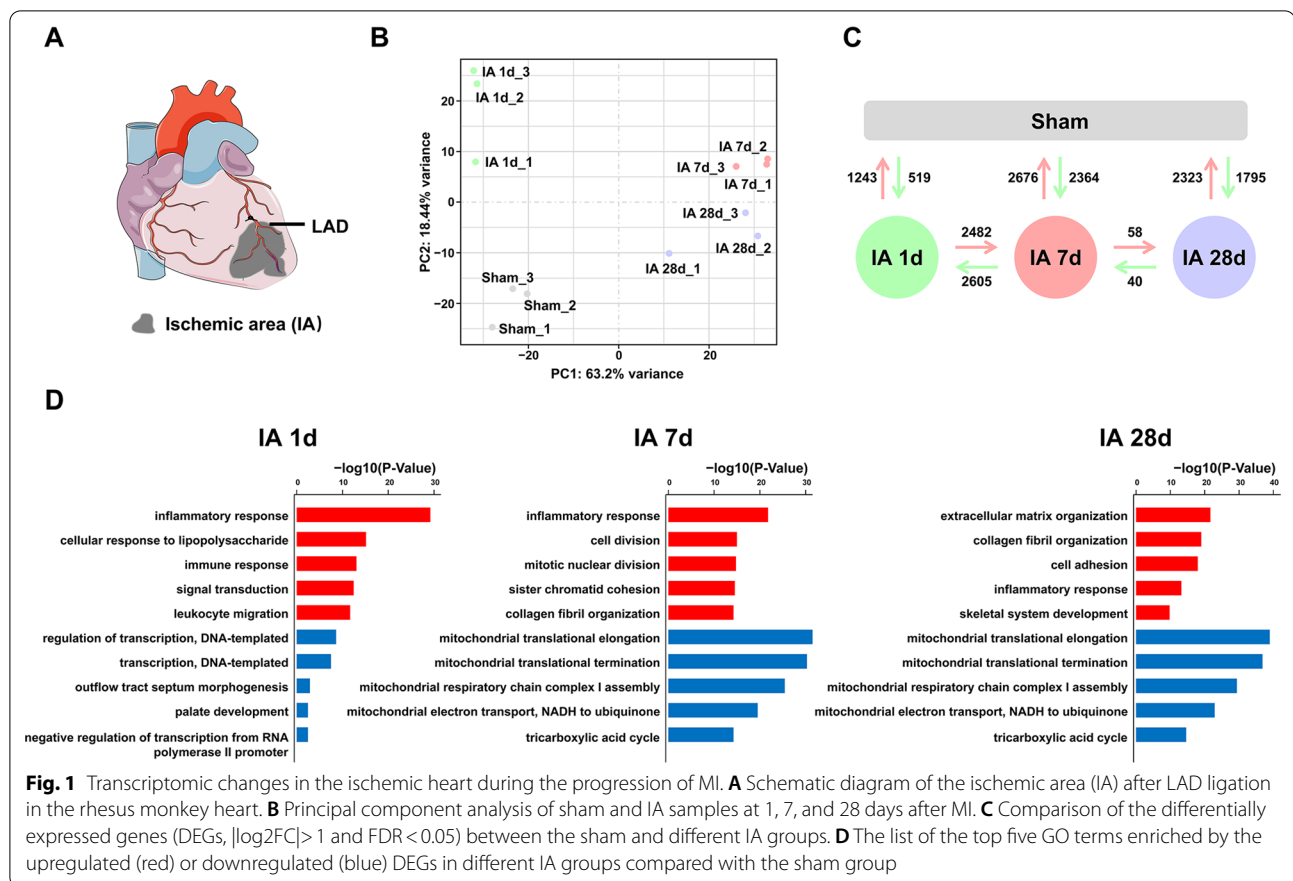 A
LAD
Ischemic area (IA)
B
IA 1d_3
IA 1d_2
IA 1d_1
IA 7d_2
IA 7d_3
IA 7d_1
IA 28d_3
IA 28d_2
IA 28d_1
Sham_3
Sham_2
Sham_1
20
10
0
−10
−20
PC2: 18.44% variance
−20
0
20
PC1: 63.2% variance
C
Sham
1243
519
2676
2364
2323
1795
IA 1d
2482
2605
IA 7d
58
40
IA 28d
D
IA 1d
−log10(P-Value)
0 10 20 30
inflammatory response
cellular response to lipopolysaccharide
immune response
signal transduction
leukocyte migration
regulation of transcription, DNA-templated
transcription, DNA-templated
outflow tract septum morphogenesis
palate development
negative regulation of transcription from RNA
polymerase II promoter
IA 7d
−log10(P-Value)
0 10 20 30
inflammatory response
cell division
mitotic nuclear division
sister chromatid cohesion
collagen fibril organization
mitochondrial translational elongation
mitochondrial translational termination
mitochondrial respiratory chain complex I assembly
mitochondrial electron transport, NADH to ubiquinone
tricarboxylic acid cycle
IA 28d
−log10(P-Value)
0 10 20 30 40
extracellular matrix organization
collagen fibril organization
cell adhesion
inflammatory response
skeletal system development
mitochondrial translational elongation
mitochondrial translational termination
mitochondrial respiratory chain complex I assembly
mitochondrial electron transport, NADH to ubiquinone
tricarboxylic acid cycle
Fig. 1 Transcriptomic changes in the ischemic heart during the progression of MI. A Schematic diagram of the ischemic area (IA) after LAD ligation
in the rhesus monkey heart. B Principal component analysis of sham and IA samples at 1, 7, and 28 days after MI. C Comparison of the differentially
expressed genes (DEGs, |log2FC|> 1 and FDR < 0.05) between the sham and different IA groups. D The list of the top five GO terms enriched by the
upregulated (red) or downregulated (blue) DEGs in different IA groups compared with the sham group